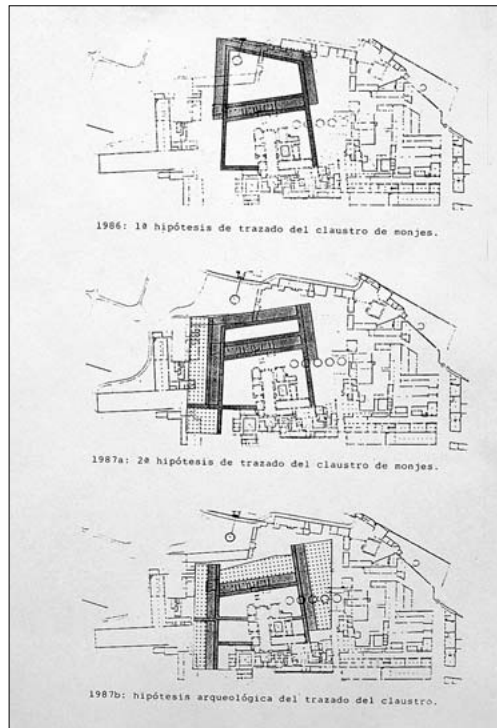 1986: 1ª hipótesis de trazado del claustro de monjes.
1987a: 2ª hipótesis de trazado del claustro de monjes.
1987b: hipótesis arqueológica del trazado del claustro.